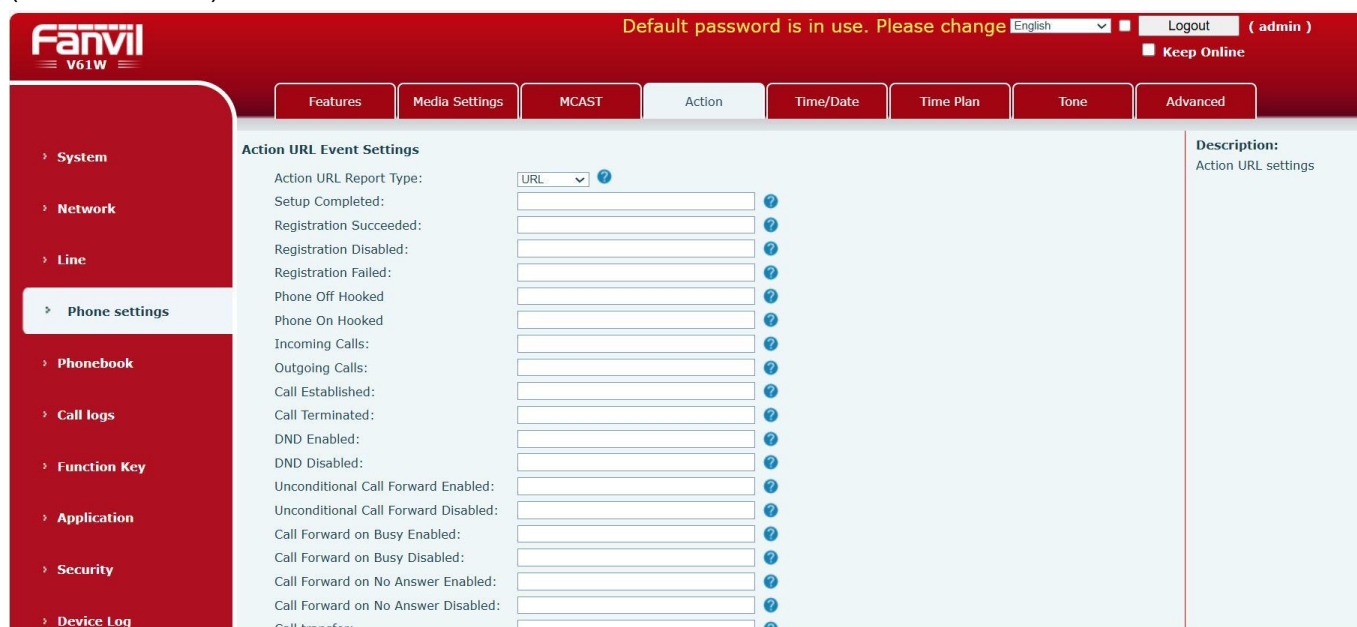 Fanvil
V61W
Default password is in use. Please change English Logout ( admin )
Keep Online
Features Media Settings MCAST Action Time/Date Time Plan Tone Advanced
System
Network
Line
Phone settings
Phonebook
Call logs
Function Key
Application
Security
Device Log
Action URL Event Settings
Action URL Report Type: URL
Setup Completed:
Registration Succeeded:
Registration Disabled:
Registration Failed:
Phone Off Hooked
Phone On Hooked
Incoming Calls:
Outgoing Calls:
Call Established:
Call Terminated:
DND Enabled:
DND Disabled:
Unconditional Call Forward Enabled:
Unconditional Call Forward Disabled:
Call Forward on Busy Enabled:
Call Forward on Busy Disabled:
Call Forward on No Answer Enabled:
Call Forward on No Answer Disabled:
Description:
Action URL settings